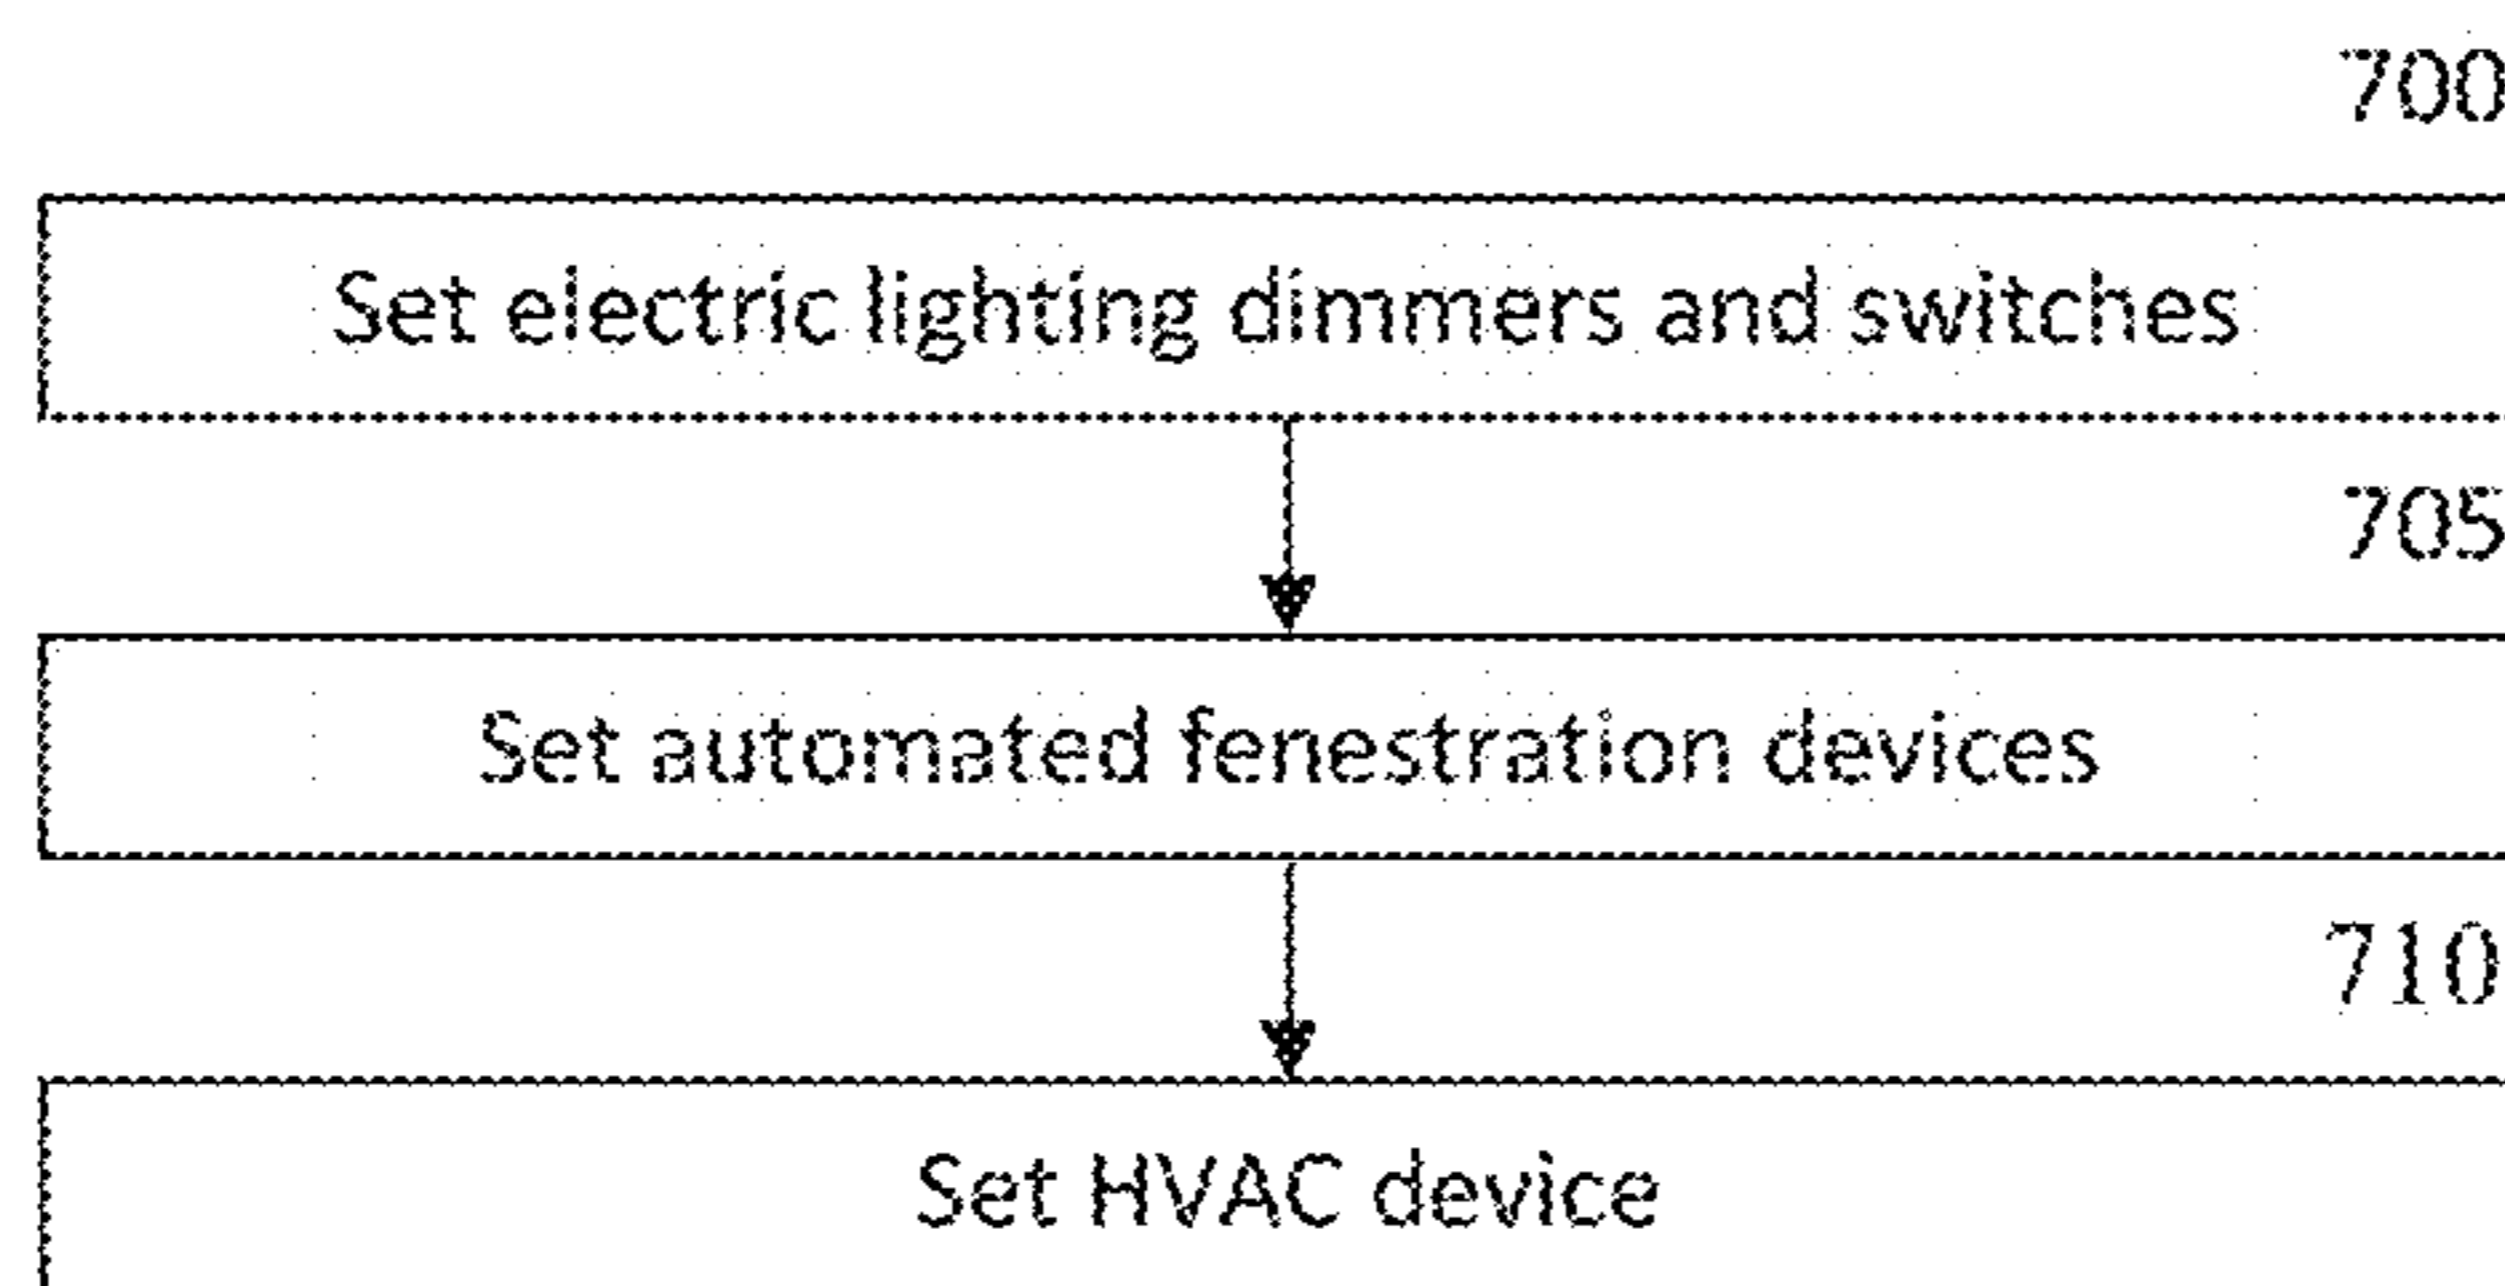 700
Set electric lighting dimmers and switches
705
Set automated fenestration devices
710
Set HVAC device